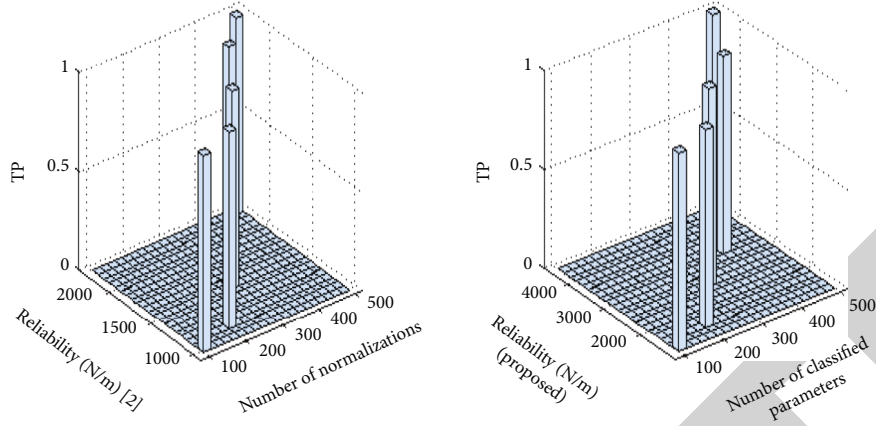 1
0.5
0
TP
2000
1500
1000
Reliability (N/m) [2]
100
200
300
400
500
Number of normalizations
1
0.5
0
TP
4000
3000
2000
Reliability (N/m)
(proposed)
100
200
300
400
500
Number of classified
parameters